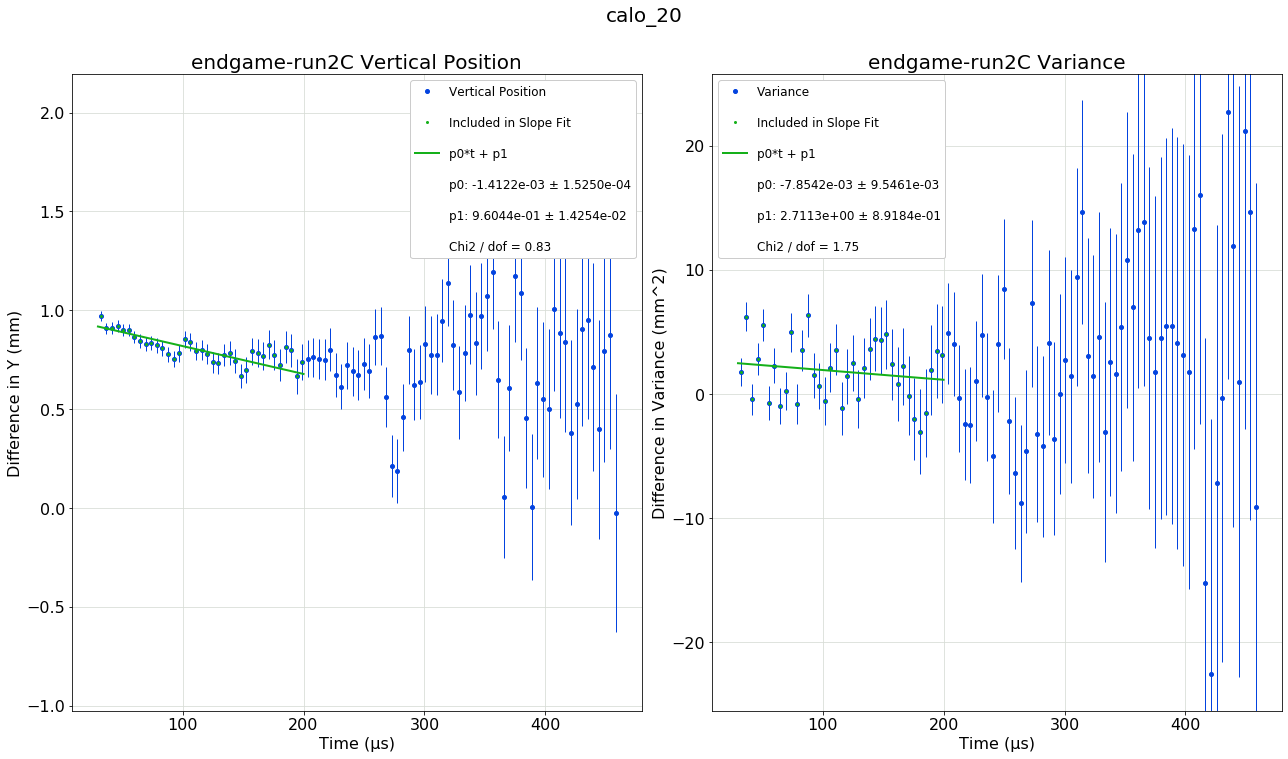 calo_20
endgame-run2C Vertical Position
Difference in Y (mm)
2.0
1.5
1.0
0.5
0.0
−0.5
−1.0
Vertical Position
Included in Slope Fit
p0*t + p1
p0: -1.4122e-03 ± 1.5250e-04
p1: 9.6044e-01 ± 1.4254e-02
Chi2 / dof = 0.83
100 200 300 400
Time (μs)
endgame-run2C Variance
Difference in Variance (mm^2)
20
10
0
−10
−20
Variance
Included in Slope Fit
p0*t + p1
p0: -7.8542e-03 ± 9.5461e-03
p1: 2.7113e+00 ± 8.9184e-01
Chi2 / dof = 1.75
100 200 300 400
Time (μs)